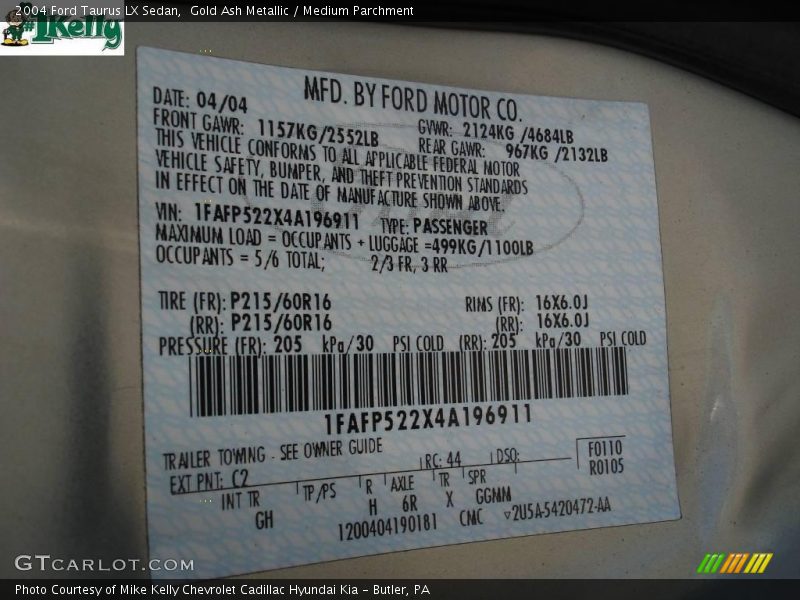 2004 Ford Taurus LX Sedan,  Gold Ash Metallic / Medium Parchment
#1 Kelly
MFD. BY FORD MOTOR CO.
DATE: 04/04
GVWR: 2124KG /4684LB
FRONT GAWR: 1157KG/2552LB
REAR GAWR: 967KG /2132LB
THIS VEHICLE CONFORMS TO ALL APPLICABLE FEDERAL MOTOR
VEHICLE SAFETY, BUMPER, AND THEFT PREVENTION STANDARDS
IN EFFECT ON THE DATE OF MANUFACTURE SHOWN ABOVE.
VIN: 1FAFP522X4A196911 TYPE: PASSENGER
MAXIMUM LOAD = OCCUPANTS + LUGGAGE =499KG/1100LB
OCCUPANTS = 5/6 TOTAL; 2/3 FR, 3 RR
TIRE (FR): P215/60R16 RIMS (FR): 16X6.0J
(RR): P215/60R16 (RR): 16X6.0J
PRESSURE (FR): 205 kPa/30 PSI COLD (RR): 205 kPa/30 PSI COLD
1FAFP522X4A196911
TRAILER TOWING - SEE OWNER GUIDE
EXT PNT: C2 RC: 44 DSO: F0110
R0105
INT TR TP/PS R AXLE TR SPR
GH H 6R X GGMM
1200404190181 CMC ▽2U5A-5420472-AA
GTCARLOT.COM
Photo Courtesy of Mike Kelly Chevrolet Cadillac Hyundai Kia - Butler, PA